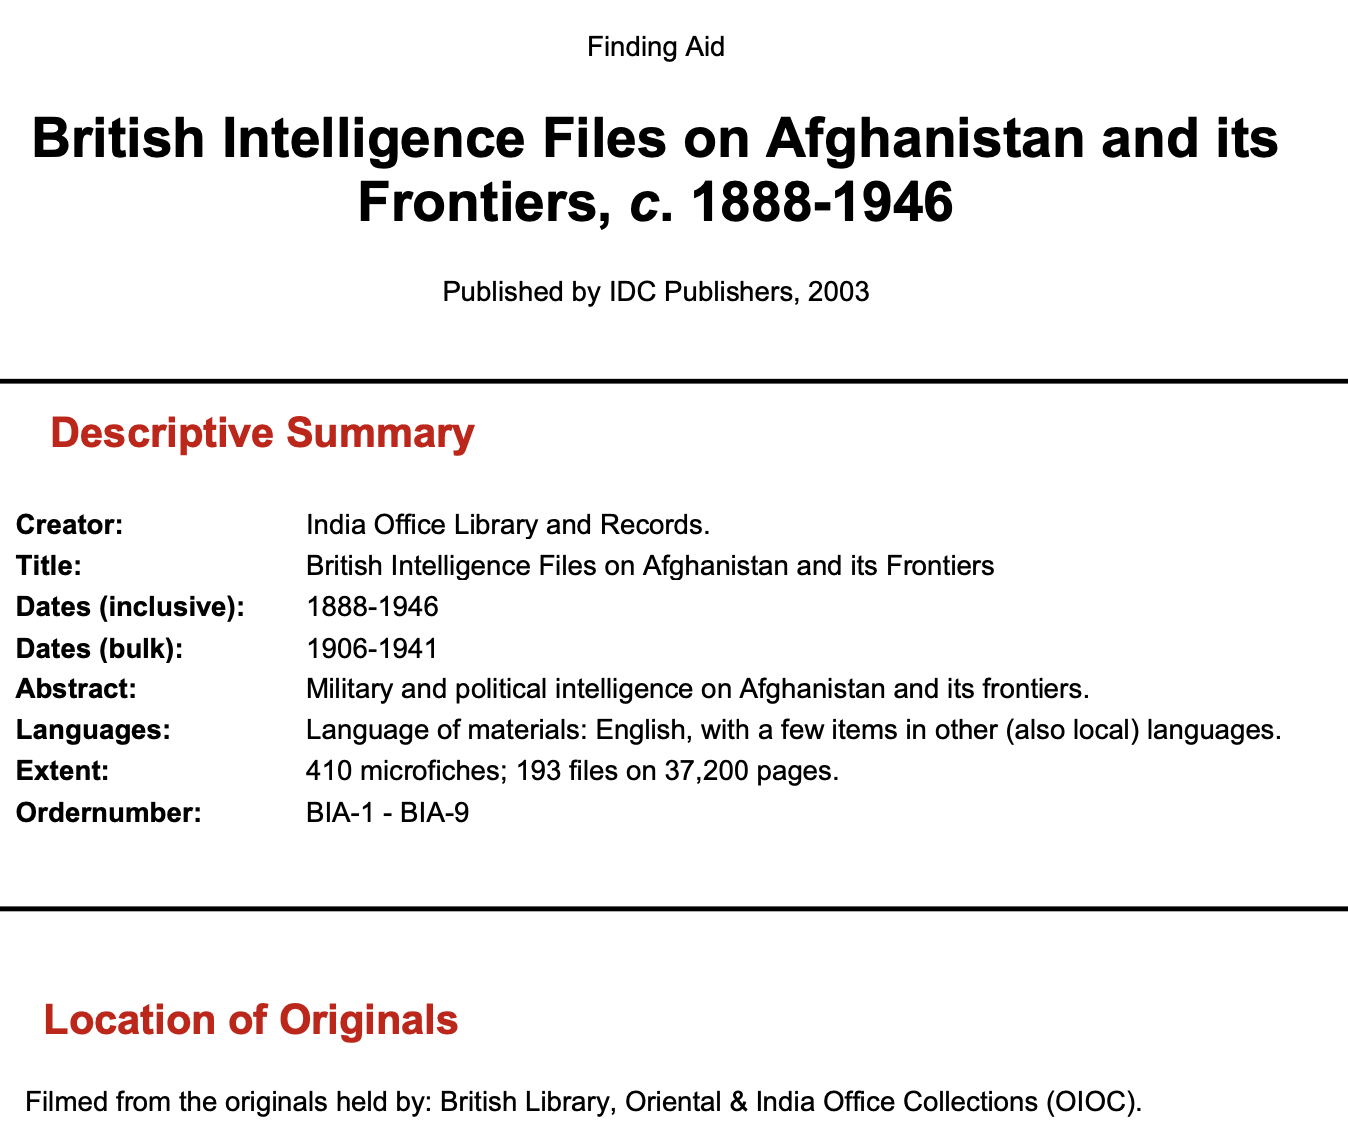 Finding Aid
British Intelligence Files on Afghanistan and its
Frontiers, c. 1888-1946
Published by IDC Publishers, 2003
Descriptive Summary
Creator: India Office Library and Records.
Title: British Intelligence Files on Afghanistan and its Frontiers
Dates (inclusive): 1888-1946
Dates (bulk): 1906-1941
Abstract: Military and political intelligence on Afghanistan and its frontiers.
Languages: Language of materials: English, with a few items in other (also local) languages.
Extent: 410 microfiches; 193 files on 37,200 pages.
Ordernumber: BIA-1 - BIA-9
Location of Originals
Filmed from the originals held by: British Library, Oriental & India Office Collections (OIOC).